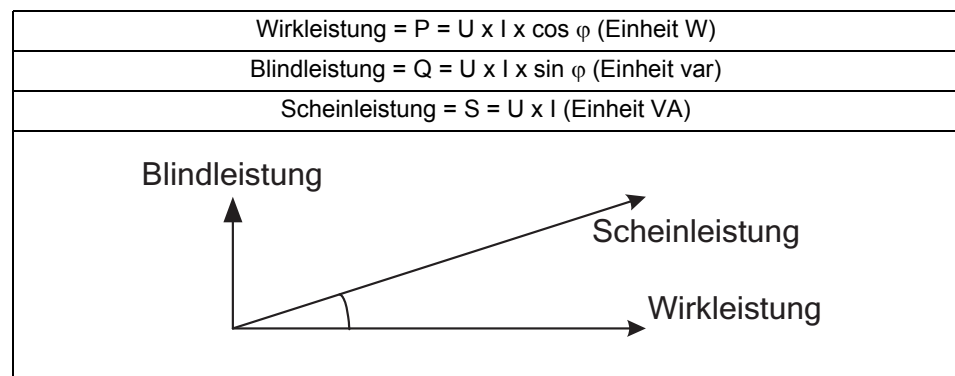 Wirkleistung = P = U x I x cos φ (Einheit W)
Blindleistung = Q = U x I x sin φ (Einheit var)
Scheinleistung = S = U x I (Einheit VA)
Blindleistung
Scheinleistung
Wirkleistung